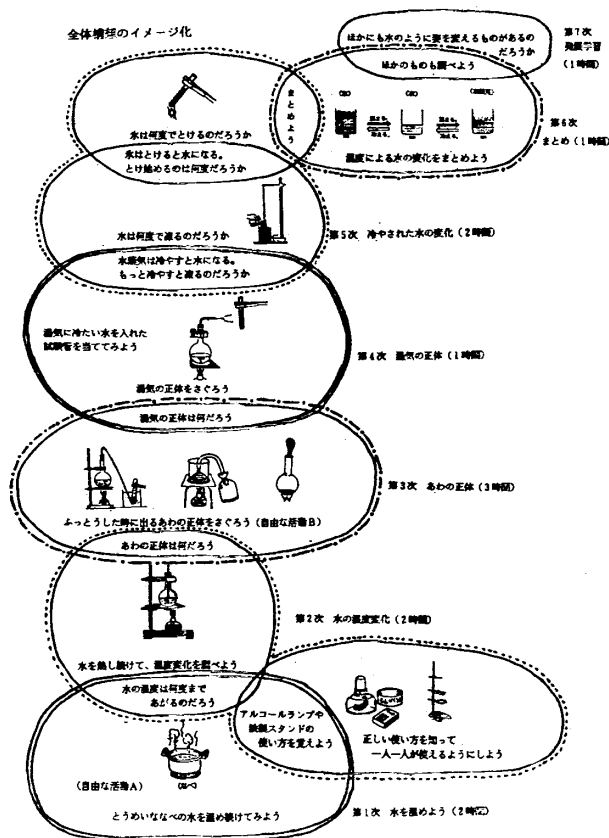 全体構想のイメージ化
ほかにも水のように姿を変えるものがあるの
だろうか
ほかのものも調べよう
第7次
発展学習
(1時間)
まとめよう
温度による水の変化をまとめよう
第6次
まとめ(1時間)
氷は何度でとけるのだろうか
氷はとけると水になる。
とけ始めるのは何度だろうか
水は何度で凍るのだろうか
第5次 冷やされた水の変化(2時間)
水蒸気は冷やすと水になる。
もっと冷やすと凍るのだろうか
湯気に冷たい水を入れた
試験管を当ててみよう
湯気の正体をさぐろう
第4次 湯気の正体(1時間)
湯気の正体は何だろう
第3次 あわの正体(3時間)
ふっとうした時に出るあわの正体をさぐろう(自由な活動B)
あわの正体は何だろう
第2次 水の温度変化(2時間)
水を熱し続けて、温度変化を調べよう
水の温度は何度まで
あがるのだろう
アルコールランプや
鉄製スタンドの
使い方を覚えよう
正しい使い方を知って
一人一人が使えるようにしよう
(自由な活動A)
(なべ)
とうめいななべの水を温め続けてみよう
第1次 水を温めよう(2時間)